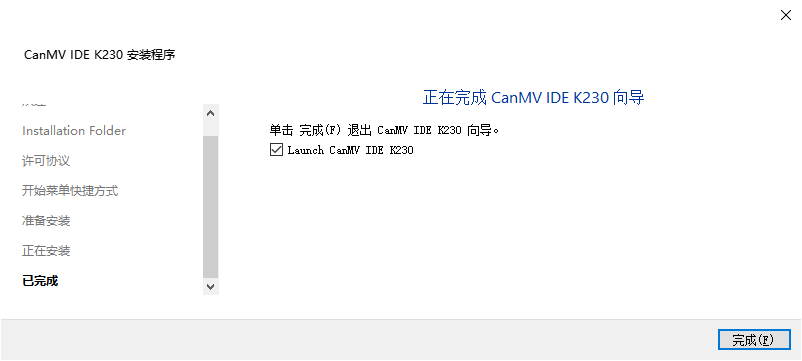 CanMV IDE K230 安装程序
正在完成 CanMV IDE K230 向导
Installation Folder
许可协议
开始菜单快捷方式
准备安装
正在安装
已完成
单击 完成(F) 退出 CanMV IDE K230 向导。
Launch CanMV IDE K230
完成(F)